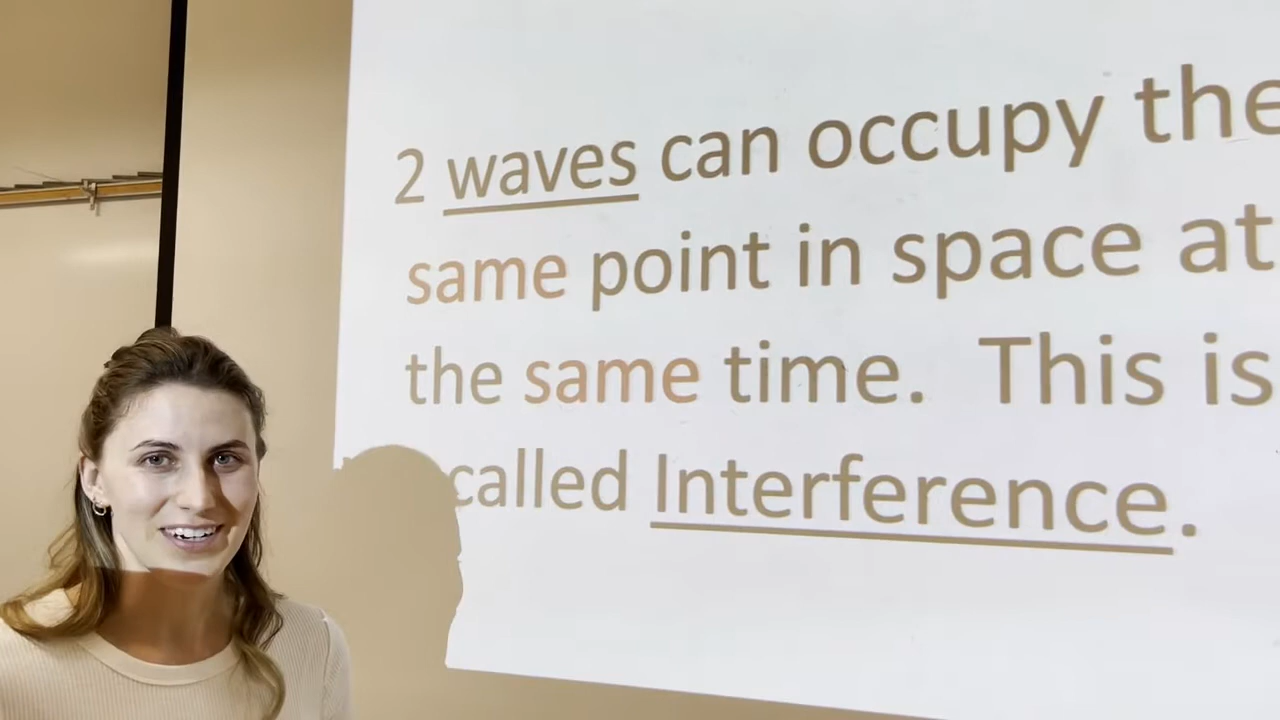 2 waves can occupy the
same point in space at
the same time. This is
called Interference.